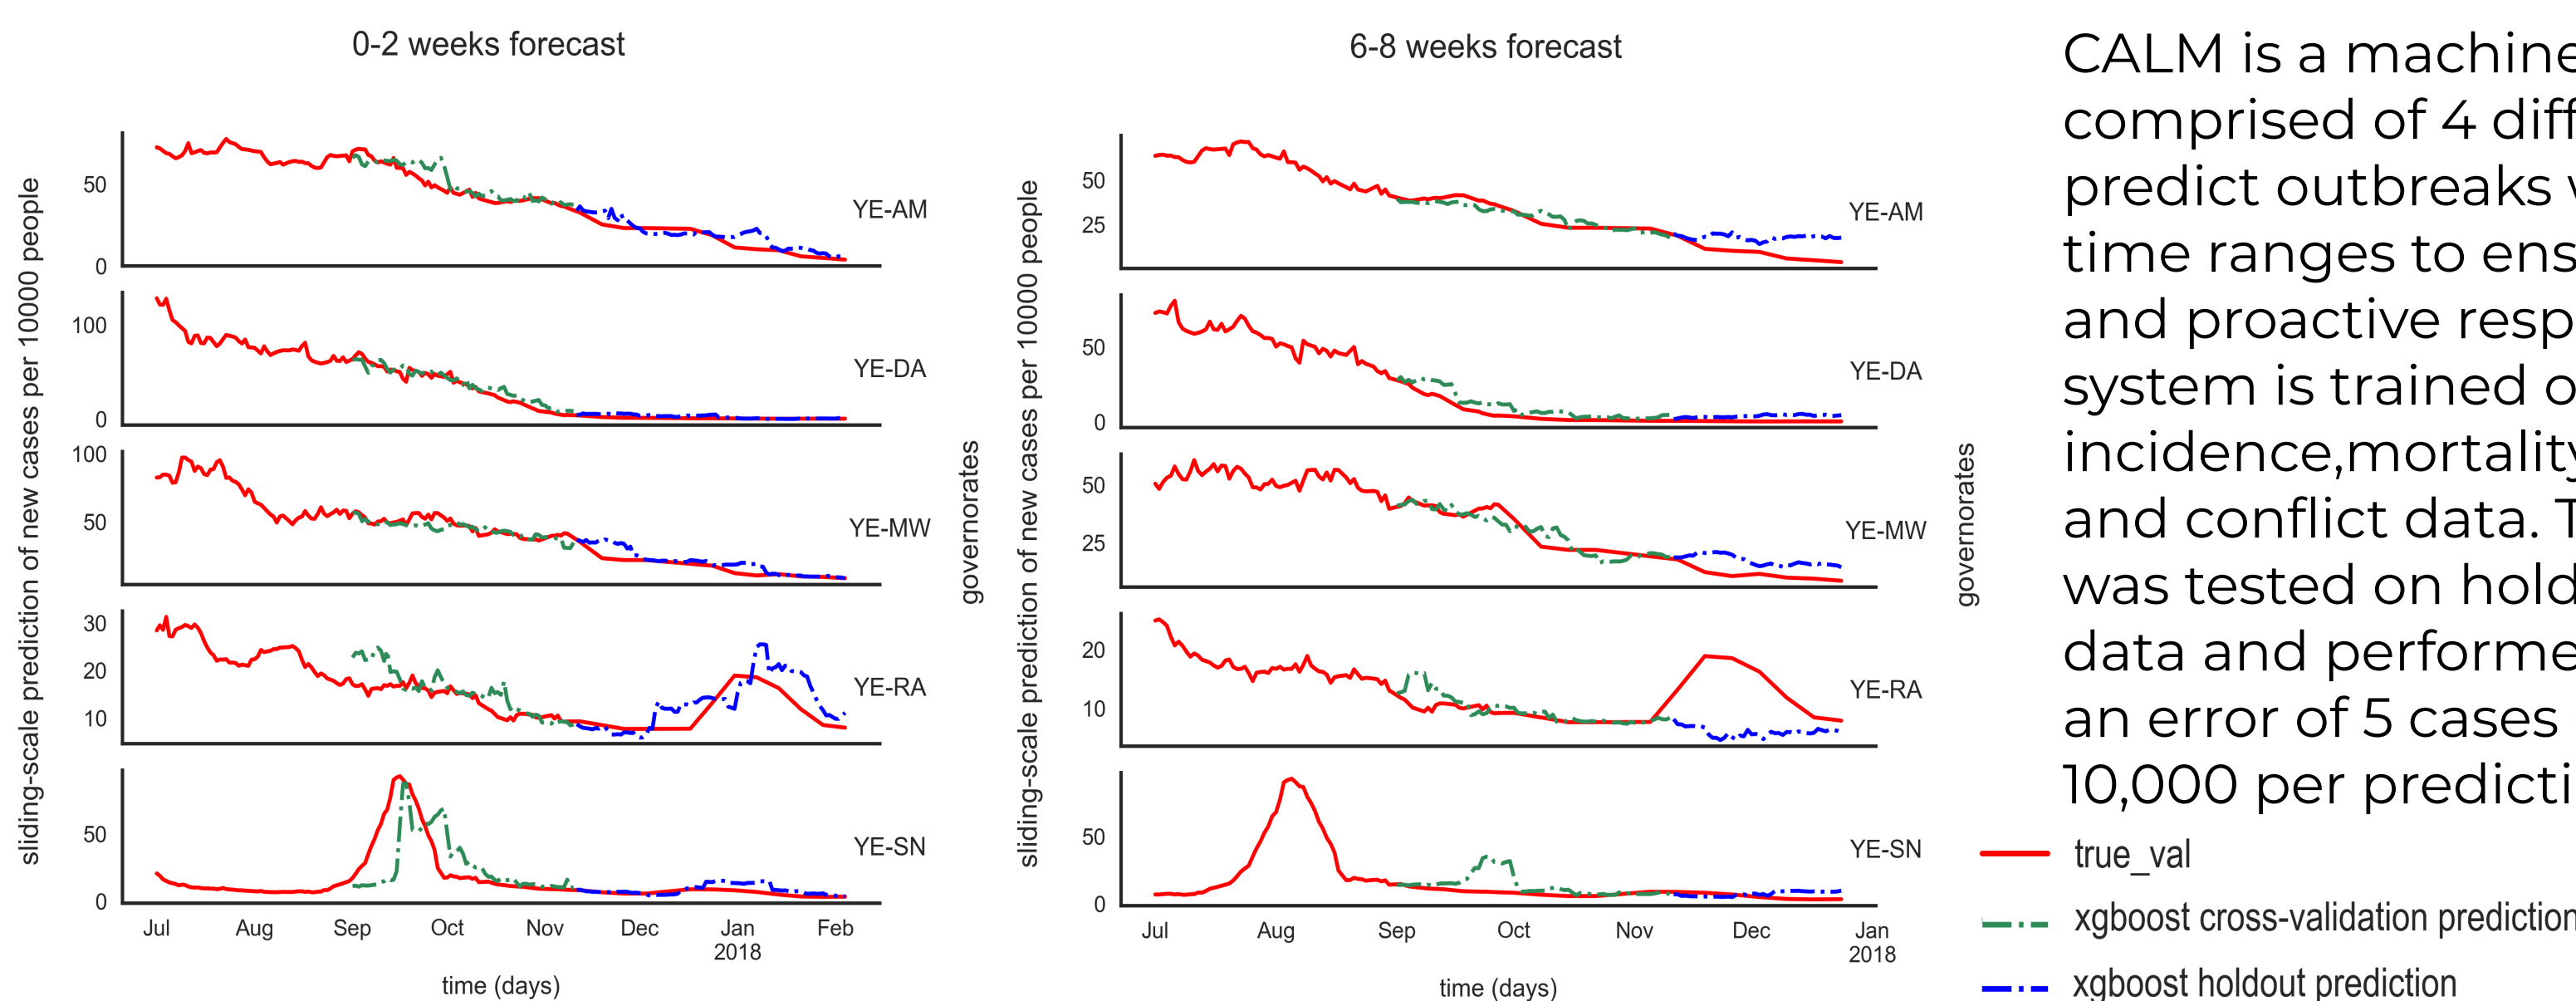 0-2 weeks forecast
sliding-scale prediction of new cases per 10000 people
50
0
YE-AM
100
0
YE-DA
100
50
YE-MW
30
20
10
YE-RA
50
0
YE-SN
governorates
Jul Aug Sep Oct Nov Dec Jan Feb
2018
time (days)
6-8 weeks forecast
sliding-scale prediction of new cases per 10000 people
50
25
YE-AM
50
0
YE-DA
50
25
YE-MW
20
10
YE-RA
50
0
YE-SN
governorates
Jul Aug Sep Oct Nov Dec Jan
2018
time (days)
CALM is a machine
comprised of 4
predict outbreaks
time ranges to
and proactive
system is trained
incidence,mortality
and conflict data.
was tested on
data and
an error of 5 cases
10,000 per
true_val
xgboost cross-validation prediction
xgboost holdout prediction